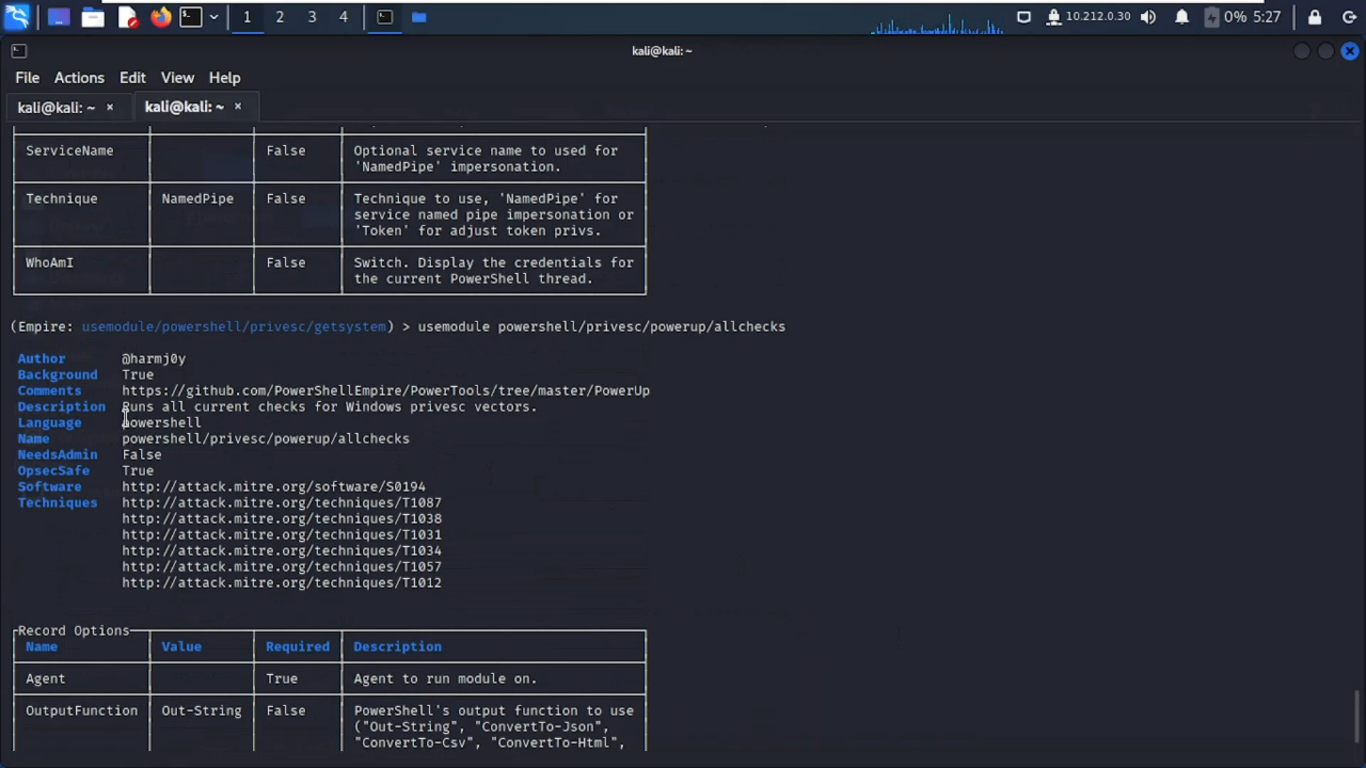 1 2 3 4 10.212.0.30 0% 5:27
kali@kali: ~
File Actions Edit View Help
kali@kali: ~ × kali@kali: ~ ×
ServiceName False Optional service name to used for
'NamedPipe' impersonation.
Technique NamedPipe False Technique to use, 'NamedPipe' for
service named pipe impersonation or
'Token' for adjust token privs.
WhoAmI False Switch. Display the credentials for
the current PowerShell thread.
(Empire: usemodule/powershell/privesc/getsystem) > usemodule powershell/privesc/powerup/allchecks
Author @harmj0y
Background True
Comments https://github.com/PowerShellEmpire/PowerTools/tree/master/PowerUp
Description Runs all current checks for Windows privesc vectors.
Language powershell
Name powershell/privesc/powerup/allchecks
NeedsAdmin False
OpsecSafe True
Software http://attack.mitre.org/software/S0194
Techniques http://attack.mitre.org/techniques/T1087
http://attack.mitre.org/techniques/T1038
http://attack.mitre.org/techniques/T1031
http://attack.mitre.org/techniques/T1034
http://attack.mitre.org/techniques/T1057
http://attack.mitre.org/techniques/T1012
Record Options
Name Value Required Description
Agent True Agent to run module on.
OutputFunction Out-String False PowerShell's output function to use
("Out-String", "ConvertTo-Json",
"ConvertTo-Csv", "ConvertTo-Html",